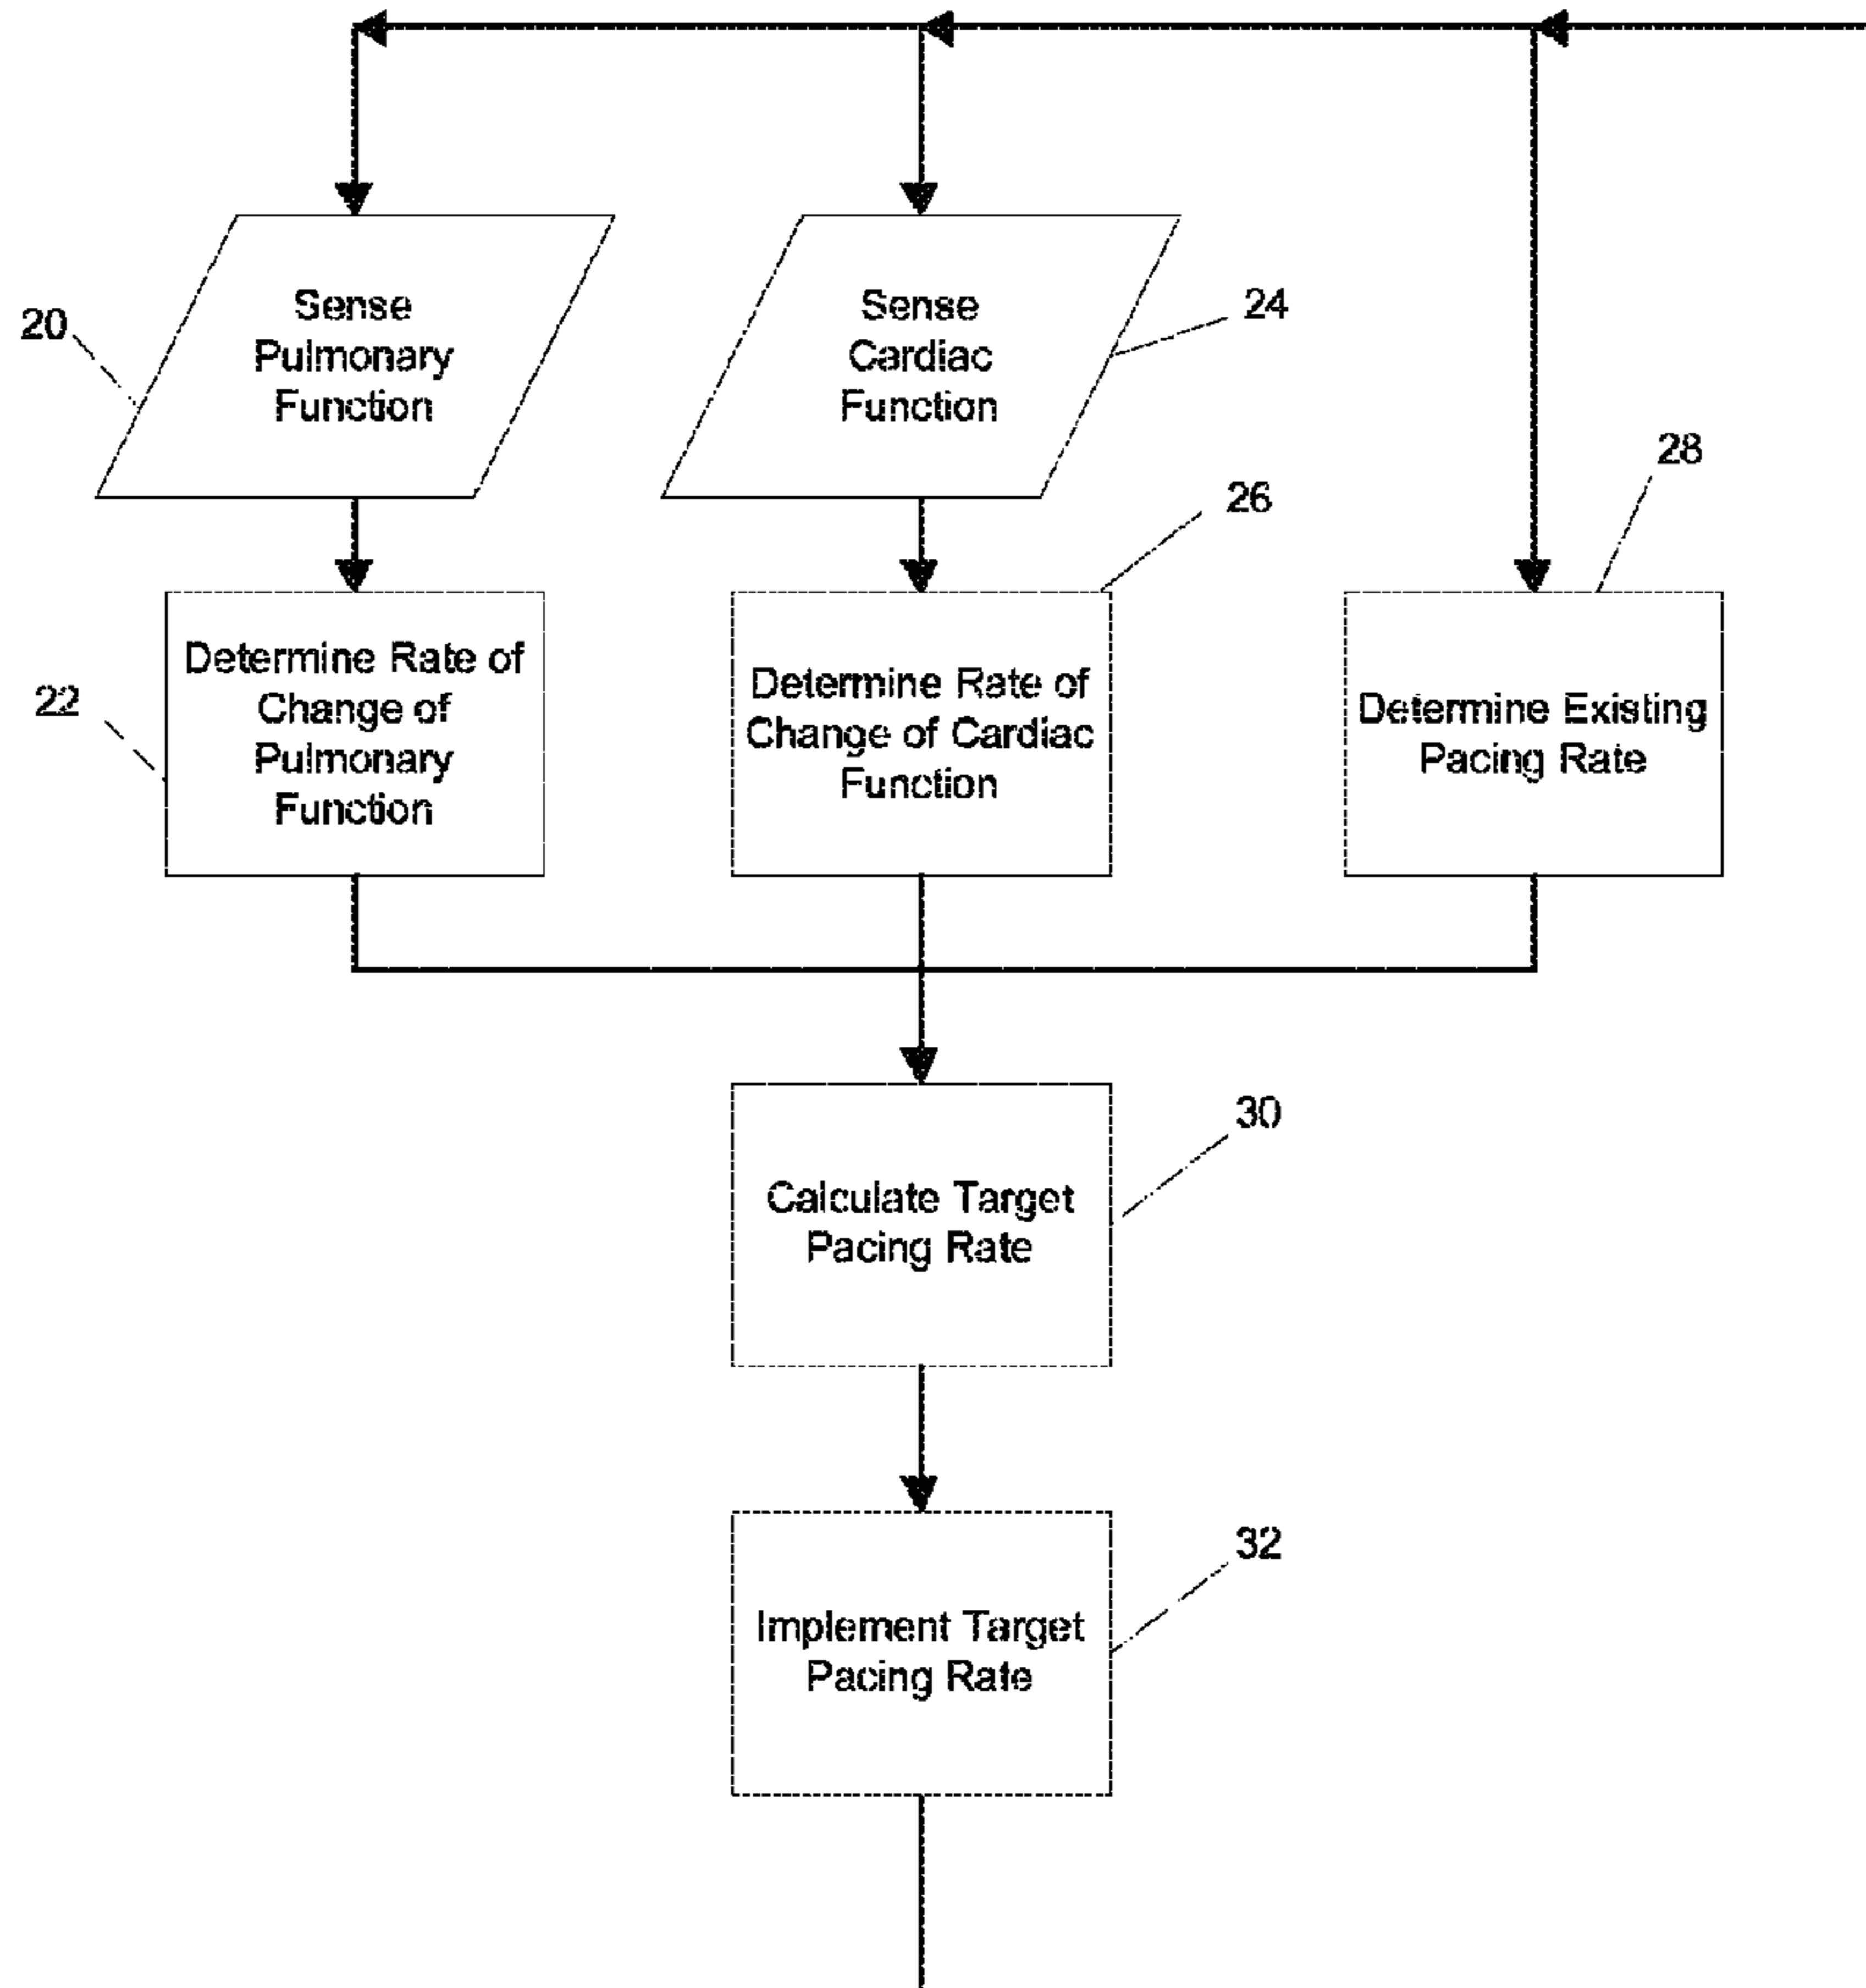 20
Sense
Pulmonary
Function
Sense
Cardiac
Function
24
22
Determine Rate of
Change of
Pulmonary
Function
26
Determine Rate of
Change of Cardiac
Function
28
Determine Existing
Pacing Rate
30
Calculate Target
Pacing Rate
32
Implement Target
Pacing Rate